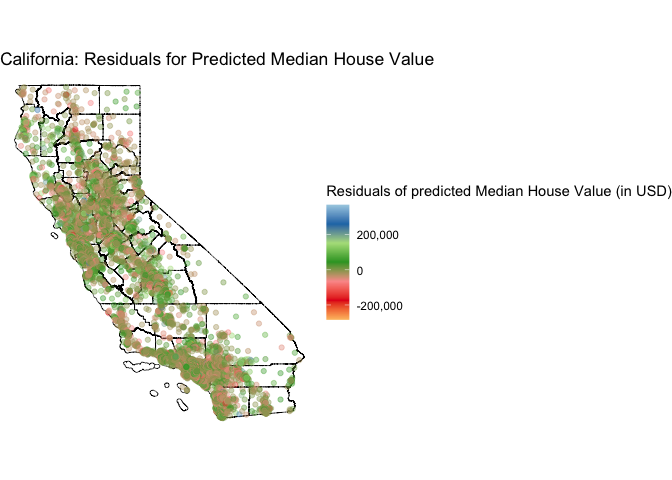 California: Residuals for Predicted Median House Value
Residuals of predicted Median House Value (in USD)
200,000
0
-200,000